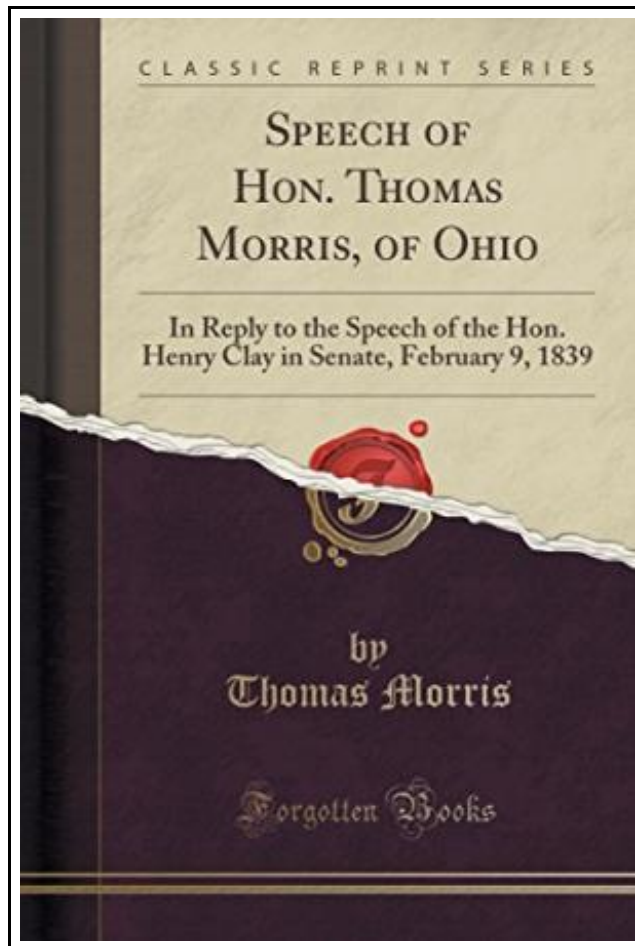 CLASSIC REPRINT SERIES
SPEECH OF
HON. THOMAS
MORRIS, OF OHIO
In Reply to the Speech of the Hon.
Henry Clay in Senate, February 9, 1839
by
Thomas Morris
Forgotten Books